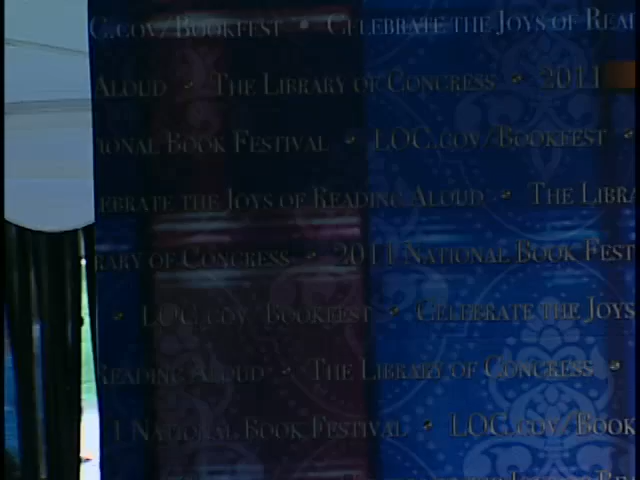 C.GOV/BOOKFEST • CELEBRATE THE JOYS OF REA
ALOUD • THE LIBRARY OF CONGRESS • 2011
IONAL BOOK FESTIVAL • LOC.GOV/BOOKFEST •
EBRATE THE JOYS OF READING ALOUD • THE LIBRA
RARY OF CONGRESS • 2011 NATIONAL BOOK FEST
• LOC.GOV/BOOKFEST • CELEBRATE THE JOYS
READING ALOUD • THE LIBRARY OF CONGRESS •
1 NATIONAL BOOK FESTIVAL • LOC.GOV/BOOK